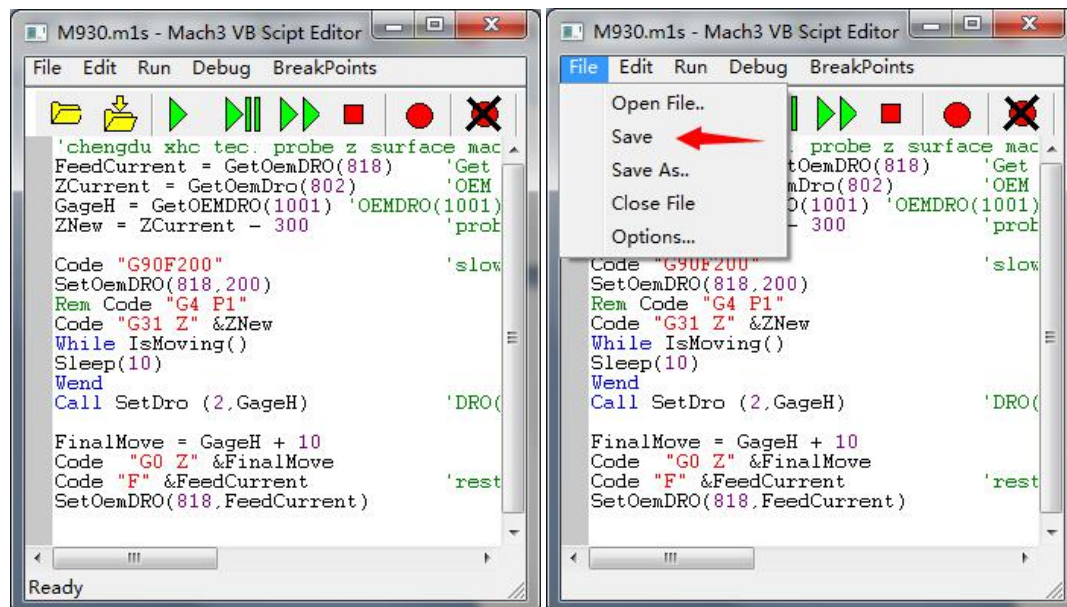 M930.m1s - Mach3 VB Scipt Editor
File Edit Run Debug BreakPoints
'chengdu xhc tec. probe z surface mac
FeedCurrent = GetOemDRO(818) 'Get
ZCurrent = GetOemDro(802) 'OEM
GageH = GetOEMDRO(1001) 'OEMDRO(1001)
ZNew = ZCurrent - 300 'prob
Code "G90F200" 'slow
SetOemDRO(818,200)
Rem Code "G4 P1"
Code "G31 Z" &ZNew
While IsMoving()
Sleep(10)
Wend
Call SetDro (2,GageH) 'DRO(
FinalMove = GageH + 10
Code "G0 Z" &FinalMove
Code "F" &FeedCurrent 'rest
SetOemDRO(818,FeedCurrent)
Ready
M930.m1s - Mach3 VB Scipt Editor
File Edit Run Debug BreakPoints
Open File..
Save
Save As..
Close File
Options...
probe z surface mac
tOemDRO(818) 'Get
mDro(802) 'OEM
O(1001) 'OEMDRO(1001)
- 300 'prob
Code "G90F200" 'slow
SetOemDRO(818,200)
Rem Code "G4 P1"
Code "G31 Z" &ZNew
While IsMoving()
Sleep(10)
Wend
Call SetDro (2,GageH) 'DRO(
FinalMove = GageH + 10
Code "G0 Z" &FinalMove
Code "F" &FeedCurrent 'rest
SetOemDRO(818,FeedCurrent)